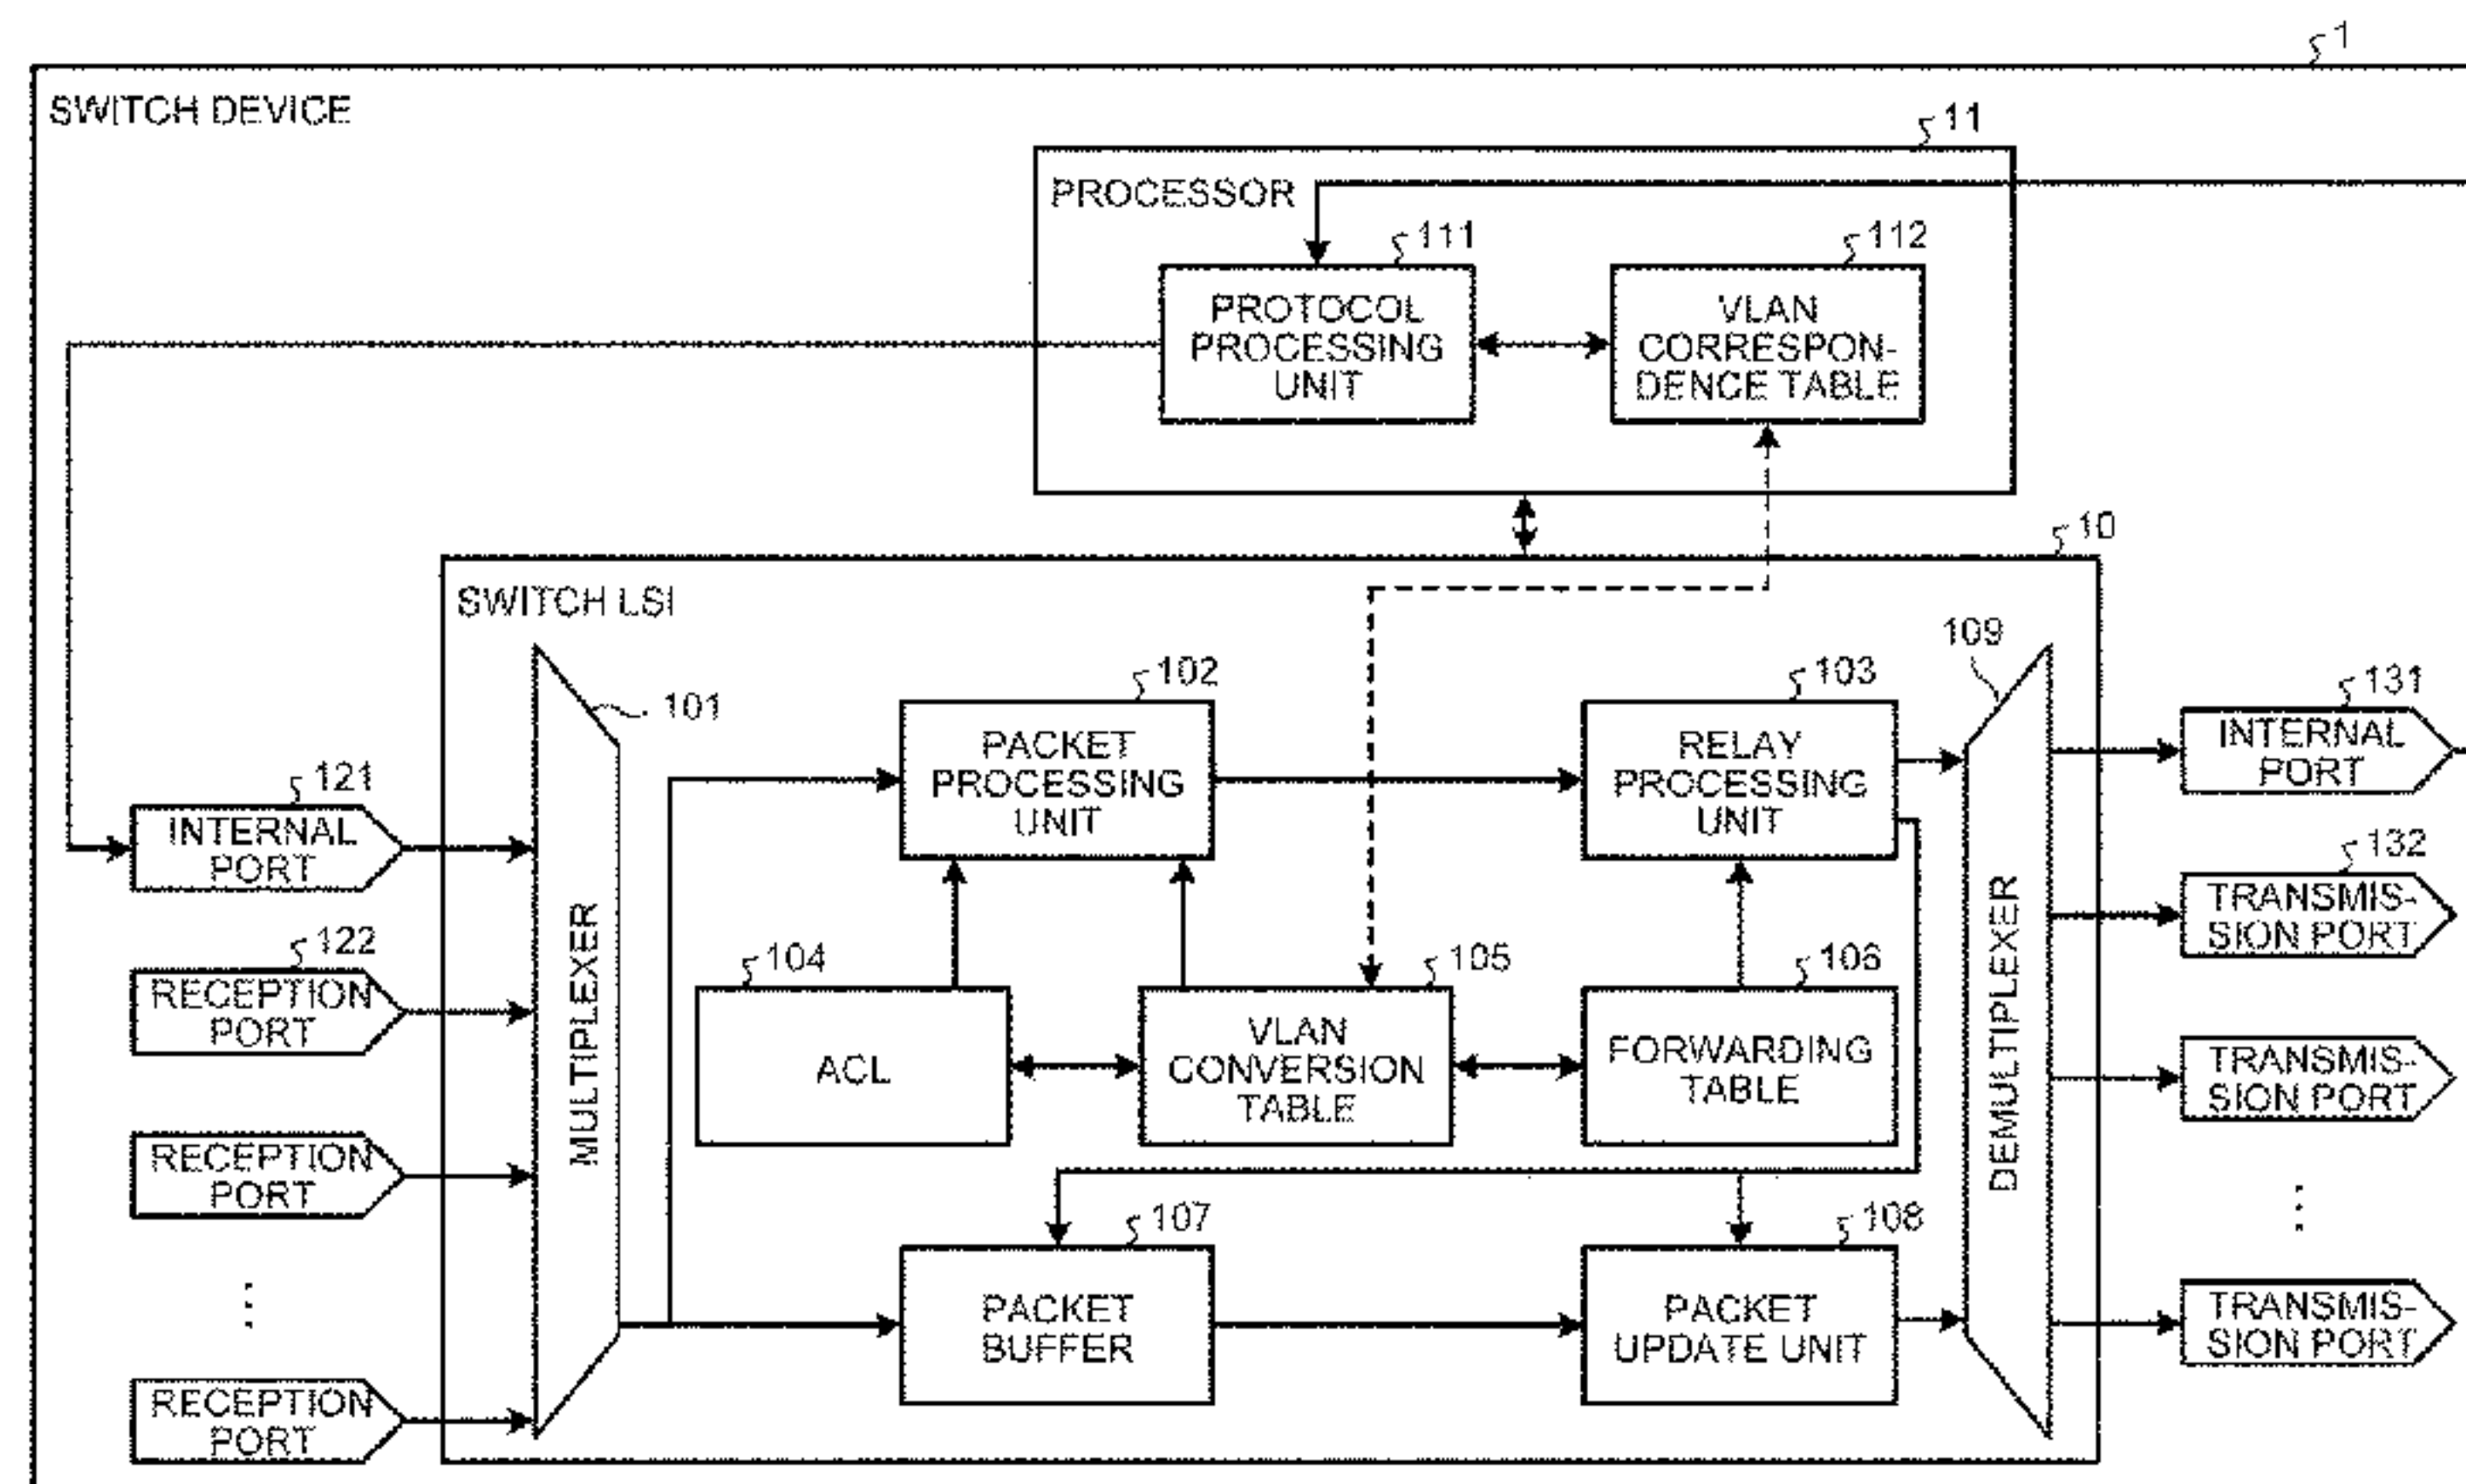 1
SWITCH DEVICE
11
PROCESSOR
111
112
PROTOCOL
PROCESSING
UNIT
VLAN
CORRESPON-
DENCE TABLE
10
SWITCH LSI
109
102
103
101
131
PACKET
PROCESSING
UNIT
RELAY
PROCESSING
UNIT
INTERNAL
PORT
121
INTERNAL
PORT
132
TRANSMIS-
SION PORT
122
RECEPTION
PORT
MULTIPLEXER
104
105
106
DEMULTIPLEXER
ACL
VLAN
CONVERSION
TABLE
FORWARDING
TABLE
TRANSMIS-
SION PORT
RECEPTION
PORT
107
108
PACKET
BUFFER
PACKET
UPDATE UNIT
TRANSMIS-
SION PORT
RECEPTION
PORT